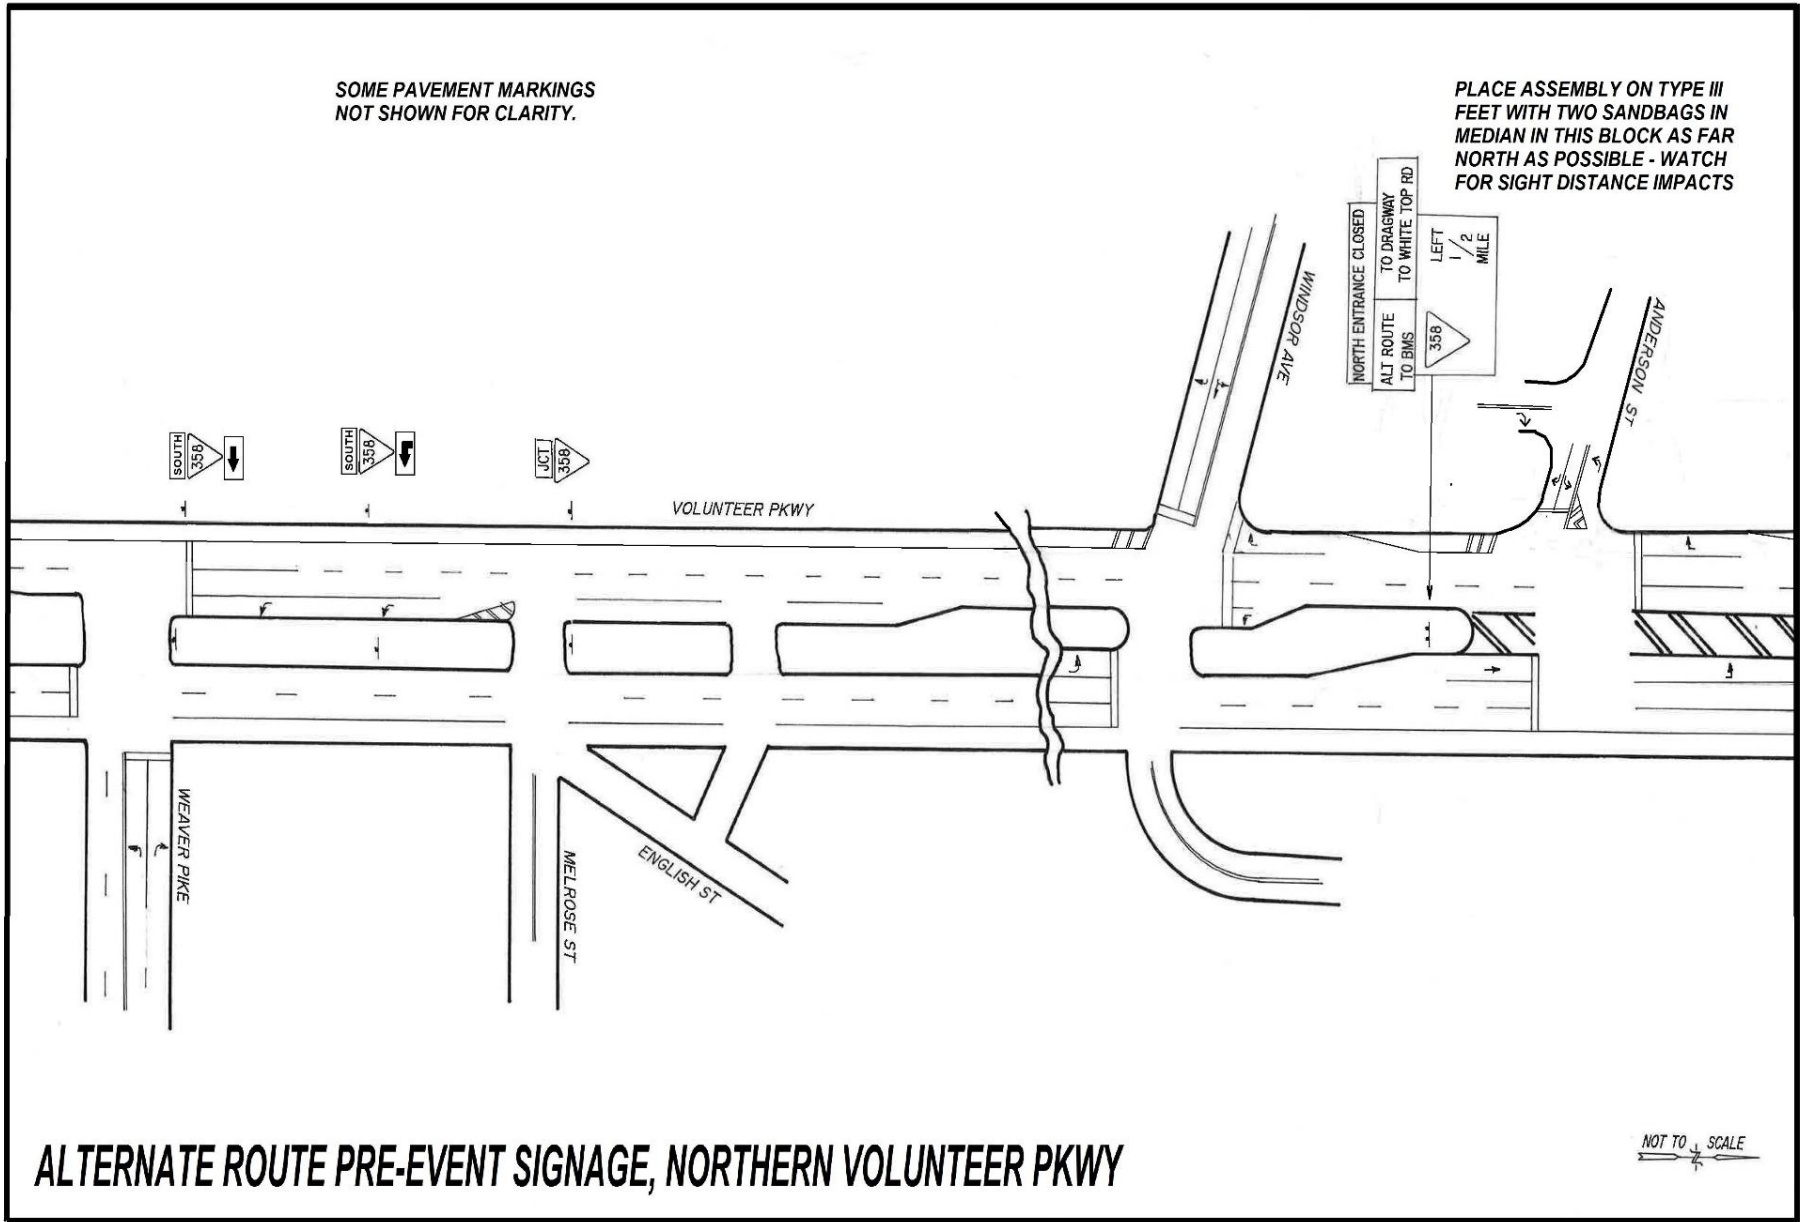 SOME PAVEMENT MARKINGS
NOT SHOWN FOR CLARITY.
PLACE ASSEMBLY ON TYPE III
FEET WITH TWO SANDBAGS IN
MEDIAN IN THIS BLOCK AS FAR
NORTH AS POSSIBLE - WATCH
FOR SIGHT DISTANCE IMPACTS
NORTH ENTRANCE CLOSED
ALT ROUTE
TO BMS
TO DRAGWAY
TO WHITE TOP RD
358
LEFT
1/2
MILE
WINDSOR AVE
ANDERSON ST
SOUTH
358
SOUTH
358
JCT
358
VOLUNTEER PKWY
WEAVER PIKE
MELROSE ST
ENGLISH ST
ALTERNATE ROUTE PRE-EVENT SIGNAGE, NORTHERN VOLUNTEER PKWY
NOT TO SCALE
N